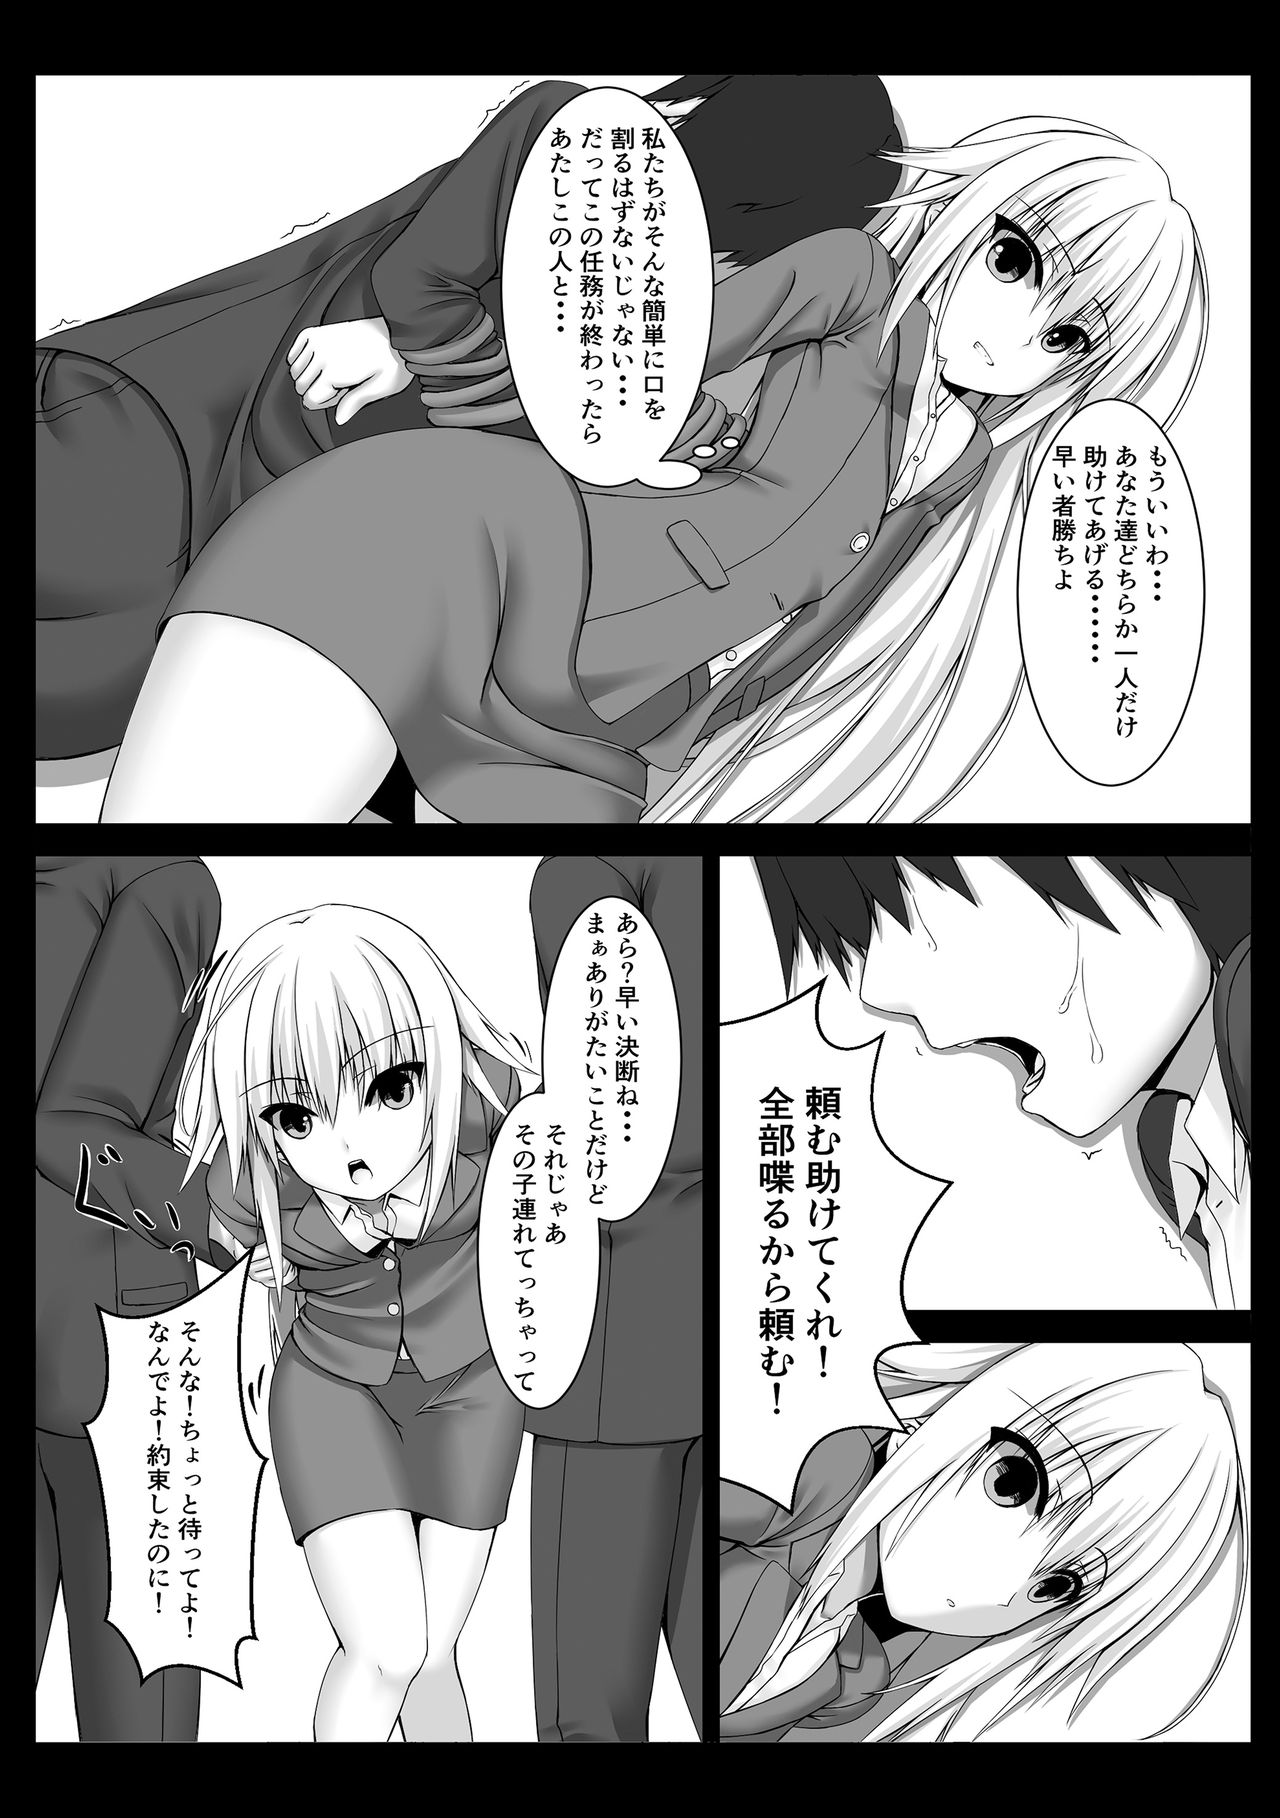 もういいわ・・・
あなた達どちらか一人だけ
助けてあげる・・・・・・
早い者勝ちよ
私たちがそんな簡単に口を
割るはずないじゃない・・・
だってこの任務が終わったら
あたしこの人と・・・
頼む助けてくれ！
全部喋るから頼む！
あら？早い決断ね・・・
まぁありがたいことだけど
それじゃあ
その子連れてっちゃって
ぐいっ
そんな！ちょっと待ってよ！
なんでよ！約束したのに！